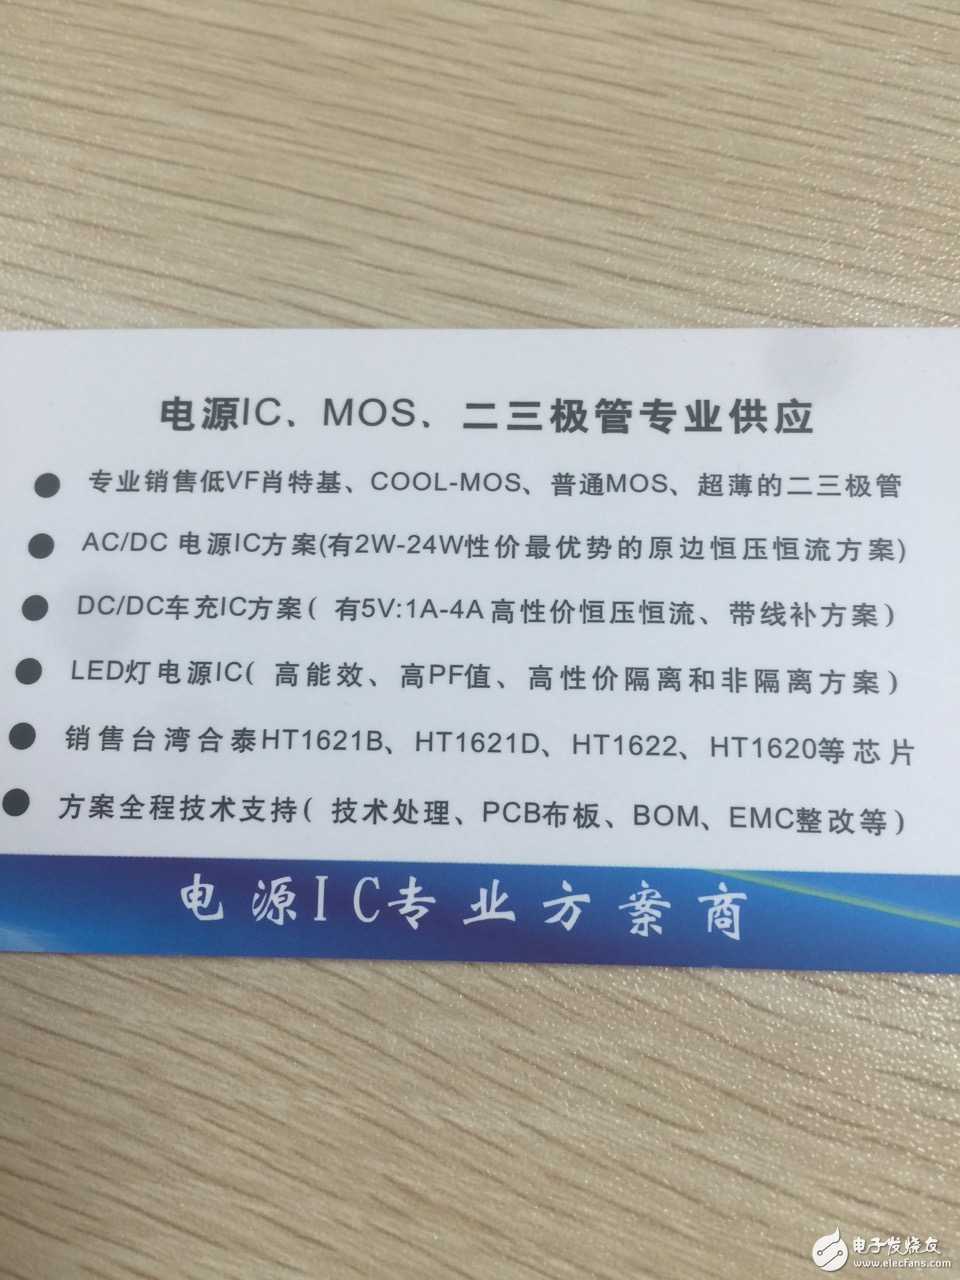 电源IC、MOS、二三极管专业供应
专业销售低VF肖特基、COOL-MOS、普通MOS、超薄的二三极管
AC/DC 电源IC方案(有2W-24W性价最优势的原边恒压恒流方案)
DC/DC车充IC方案( 有5V:1A-4A 高性价恒压恒流、带线补方案)
LED灯电源IC( 高能效、高PF值、高性价隔离和非隔离方案)
销售台湾合泰HT1621B、HT1621D、HT1622、HT1620等芯片
方案全程技术支持( 技术处理、PCB布板、BOM、EMC整改等)
电源IC专业方案商
电子发烧友
www.elecfans.com